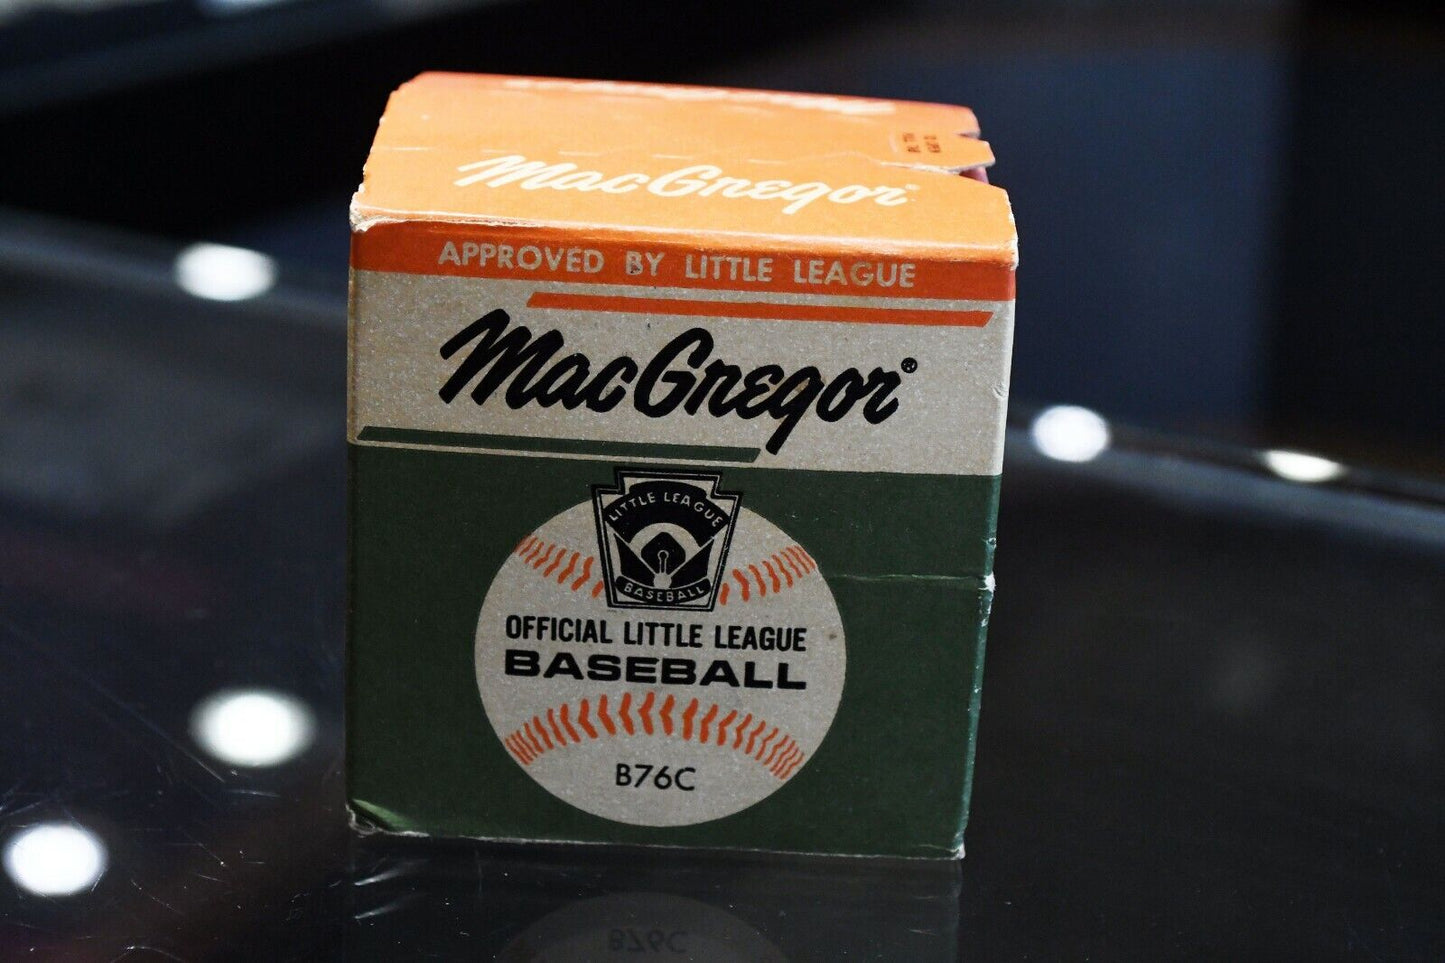 MacGregor®
APPROVED BY LITTLE LEAGUE
MacGregor®
LITTLE LEAGUE
BASEBALL
OFFICIAL LITTLE LEAGUE
BASEBALL
B76C